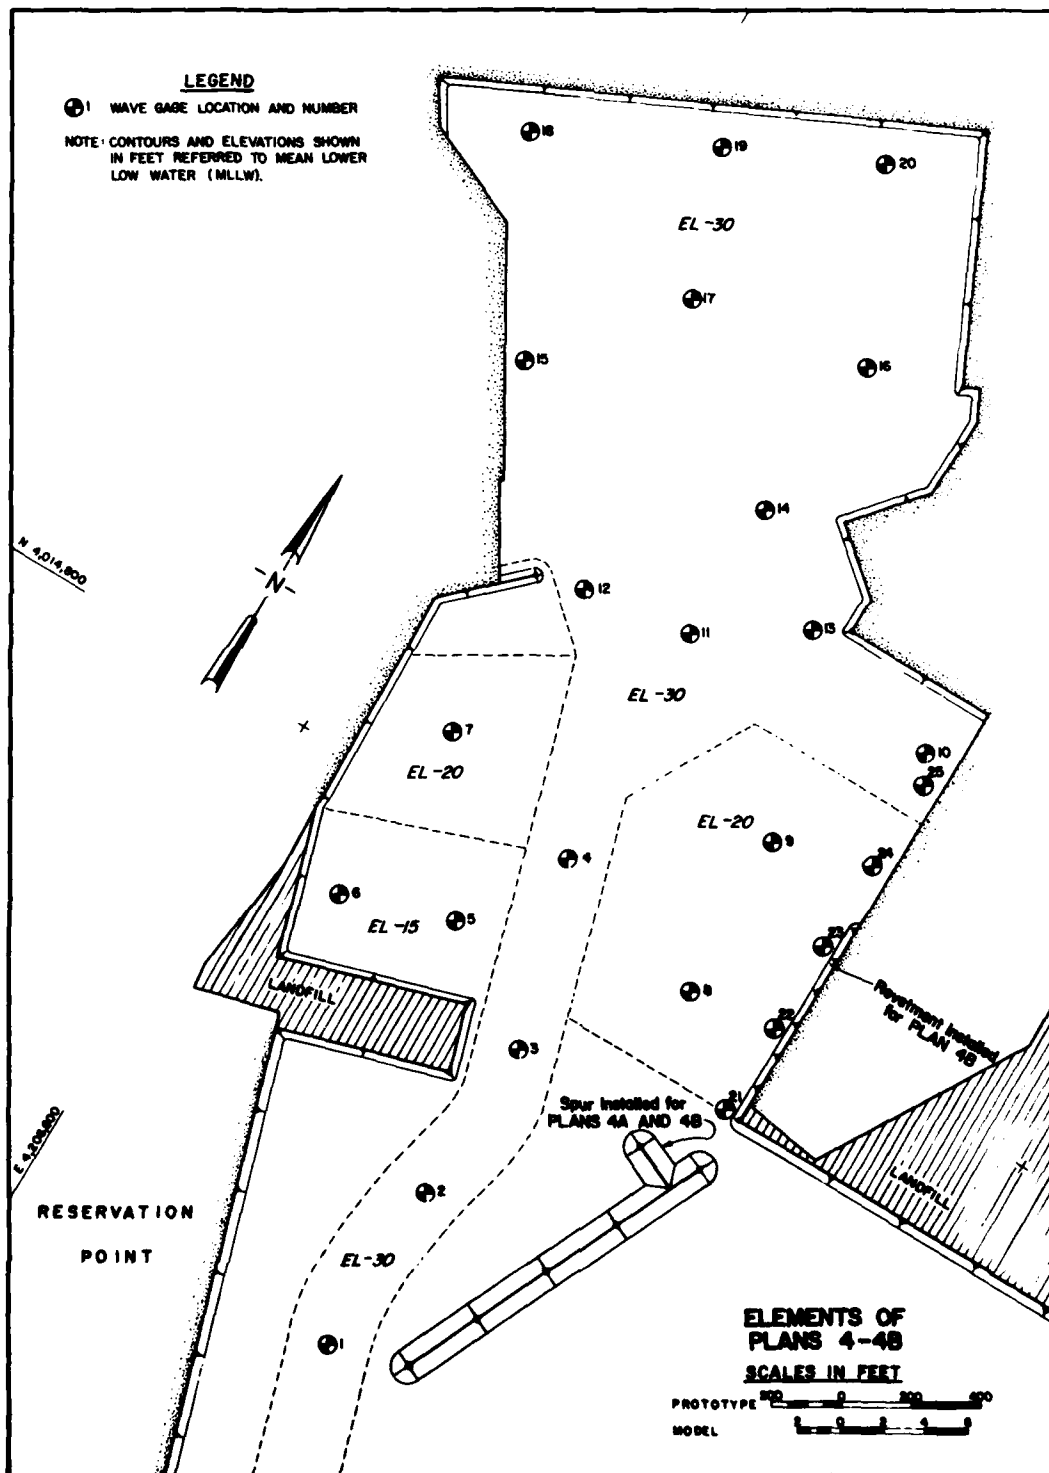 LEGEND
1 WAVE GAGE LOCATION AND NUMBER
NOTE: CONTOURS AND ELEVATIONS SHOWN
IN FEET REFERRED TO MEAN LOWER
LOW WATER (MLLW).
18
19
20
EL -30
17
15
16
14
N 4,014,800
-N-
12
11
13
EL -30
7
10
25
EL -20
EL -20
9
4
24
6
5
EL -15
23
LANDFILL
8
Revetment Installed
for PLAN 4B
22
3
21
Spur Installed for
PLANS 4A AND 4B
LANDFILL
2
RESERVATION
POINT
EL -30
1
ELEMENTS OF
PLANS 4-4B
SCALES IN FEET
PROTOTYPE 200 0 200 400
MODEL 2 0 2 4 6